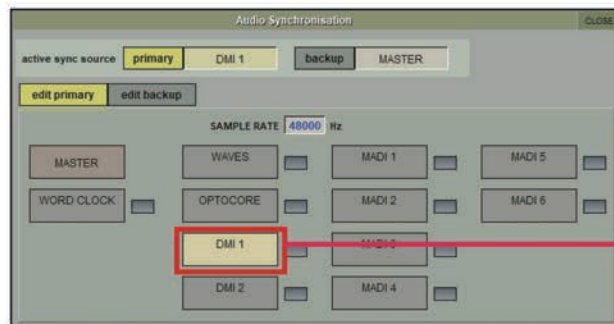 Audio Synchronisation CLOSE
active sync source primary DMI 1 backup MASTER
edit primary edit backup
SAMPLE RATE 48000 Hz
MASTER WAVES MADI 1 MADI 5
WORD CLOCK OPTOCORE MADI 2 MADI 6
DMI 1
DMI 2 MADI 4